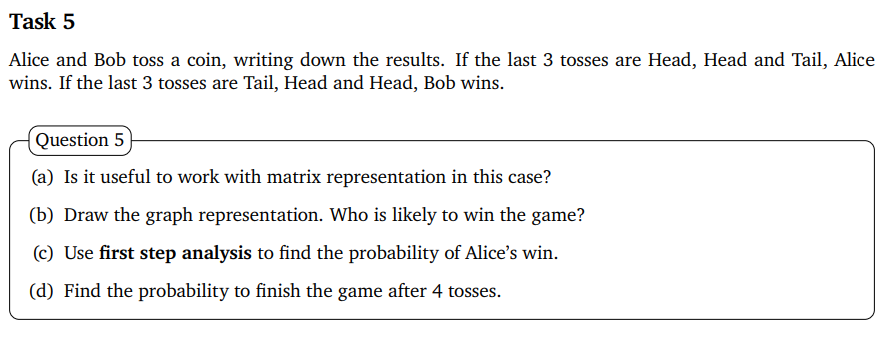 Task 5
Alice and Bob toss a coin, writing down the results. If the last 3 tosses are Head, Head and Tail, Alice
wins. If the last 3 tosses are Tail, Head and Head, Bob wins.
Question 5
(a) Is it useful to work with matrix representation in this case?
(b) Draw the graph representation. Who is likely to win the game?
(c) Use first step analysis to find the probability of Alice's win.
(d) Find the probability to finish the game after 4 tosses.